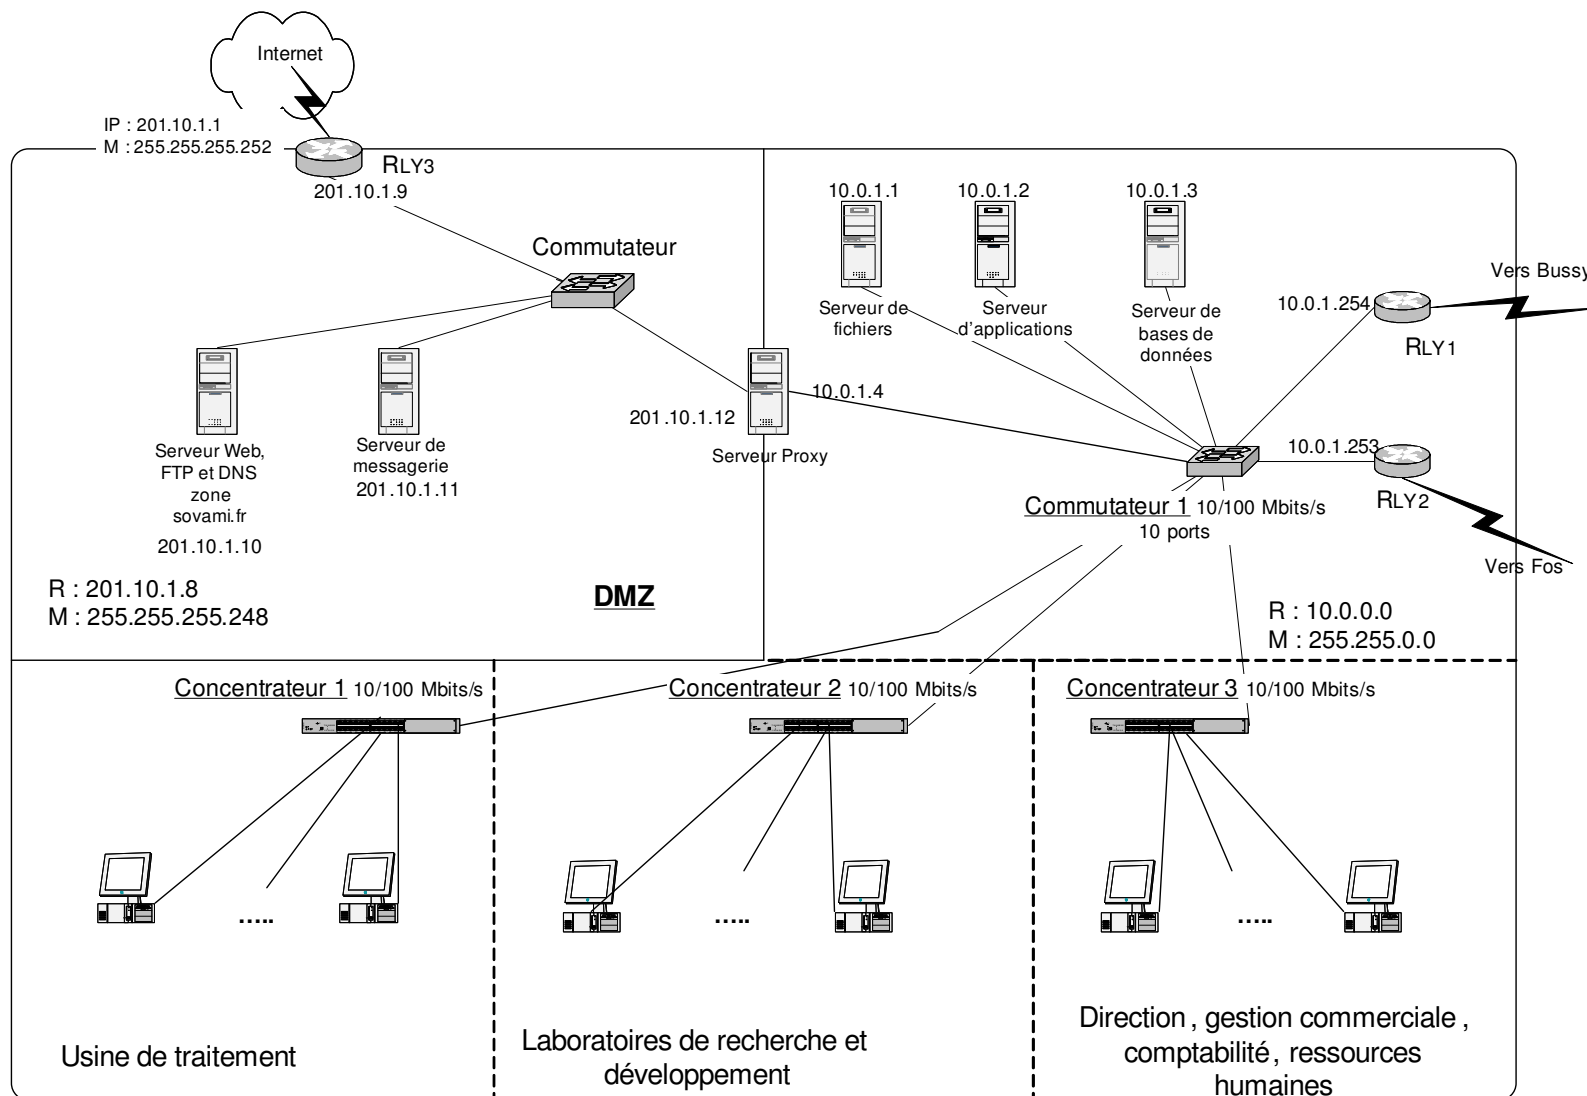 Internet
IP : 201.10.1.1
M : 255.255.255.252
RLY3
201.10.1.9
Commutateur
Serveur Web,
FTP et DNS
zone
sovami.fr
201.10.1.10
Serveur de
messagerie
201.10.1.11
201.10.1.12
Serveur Proxy
10.0.1.4
R : 201.10.1.8
M : 255.255.255.248
DMZ
10.0.1.1
Serveur de
fichiers
10.0.1.2
Serveur
d'applications
10.0.1.3
Serveur de
bases de
données
Vers Bussy
10.0.1.254
RLY1
10.0.1.253
RLY2
Vers Fos
Commutateur 1 10/100 Mbits/s
10 ports
R : 10.0.0.0
M : 255.255.0.0
Concentrateur 1 10/100 Mbits/s
Concentrateur 2 10/100 Mbits/s
Concentrateur 3 10/100 Mbits/s
.....
.....
.....
Usine de traitement
Laboratoires de recherche et
développement
Direction , gestion commerciale ,
comptabilité , ressources
humaines